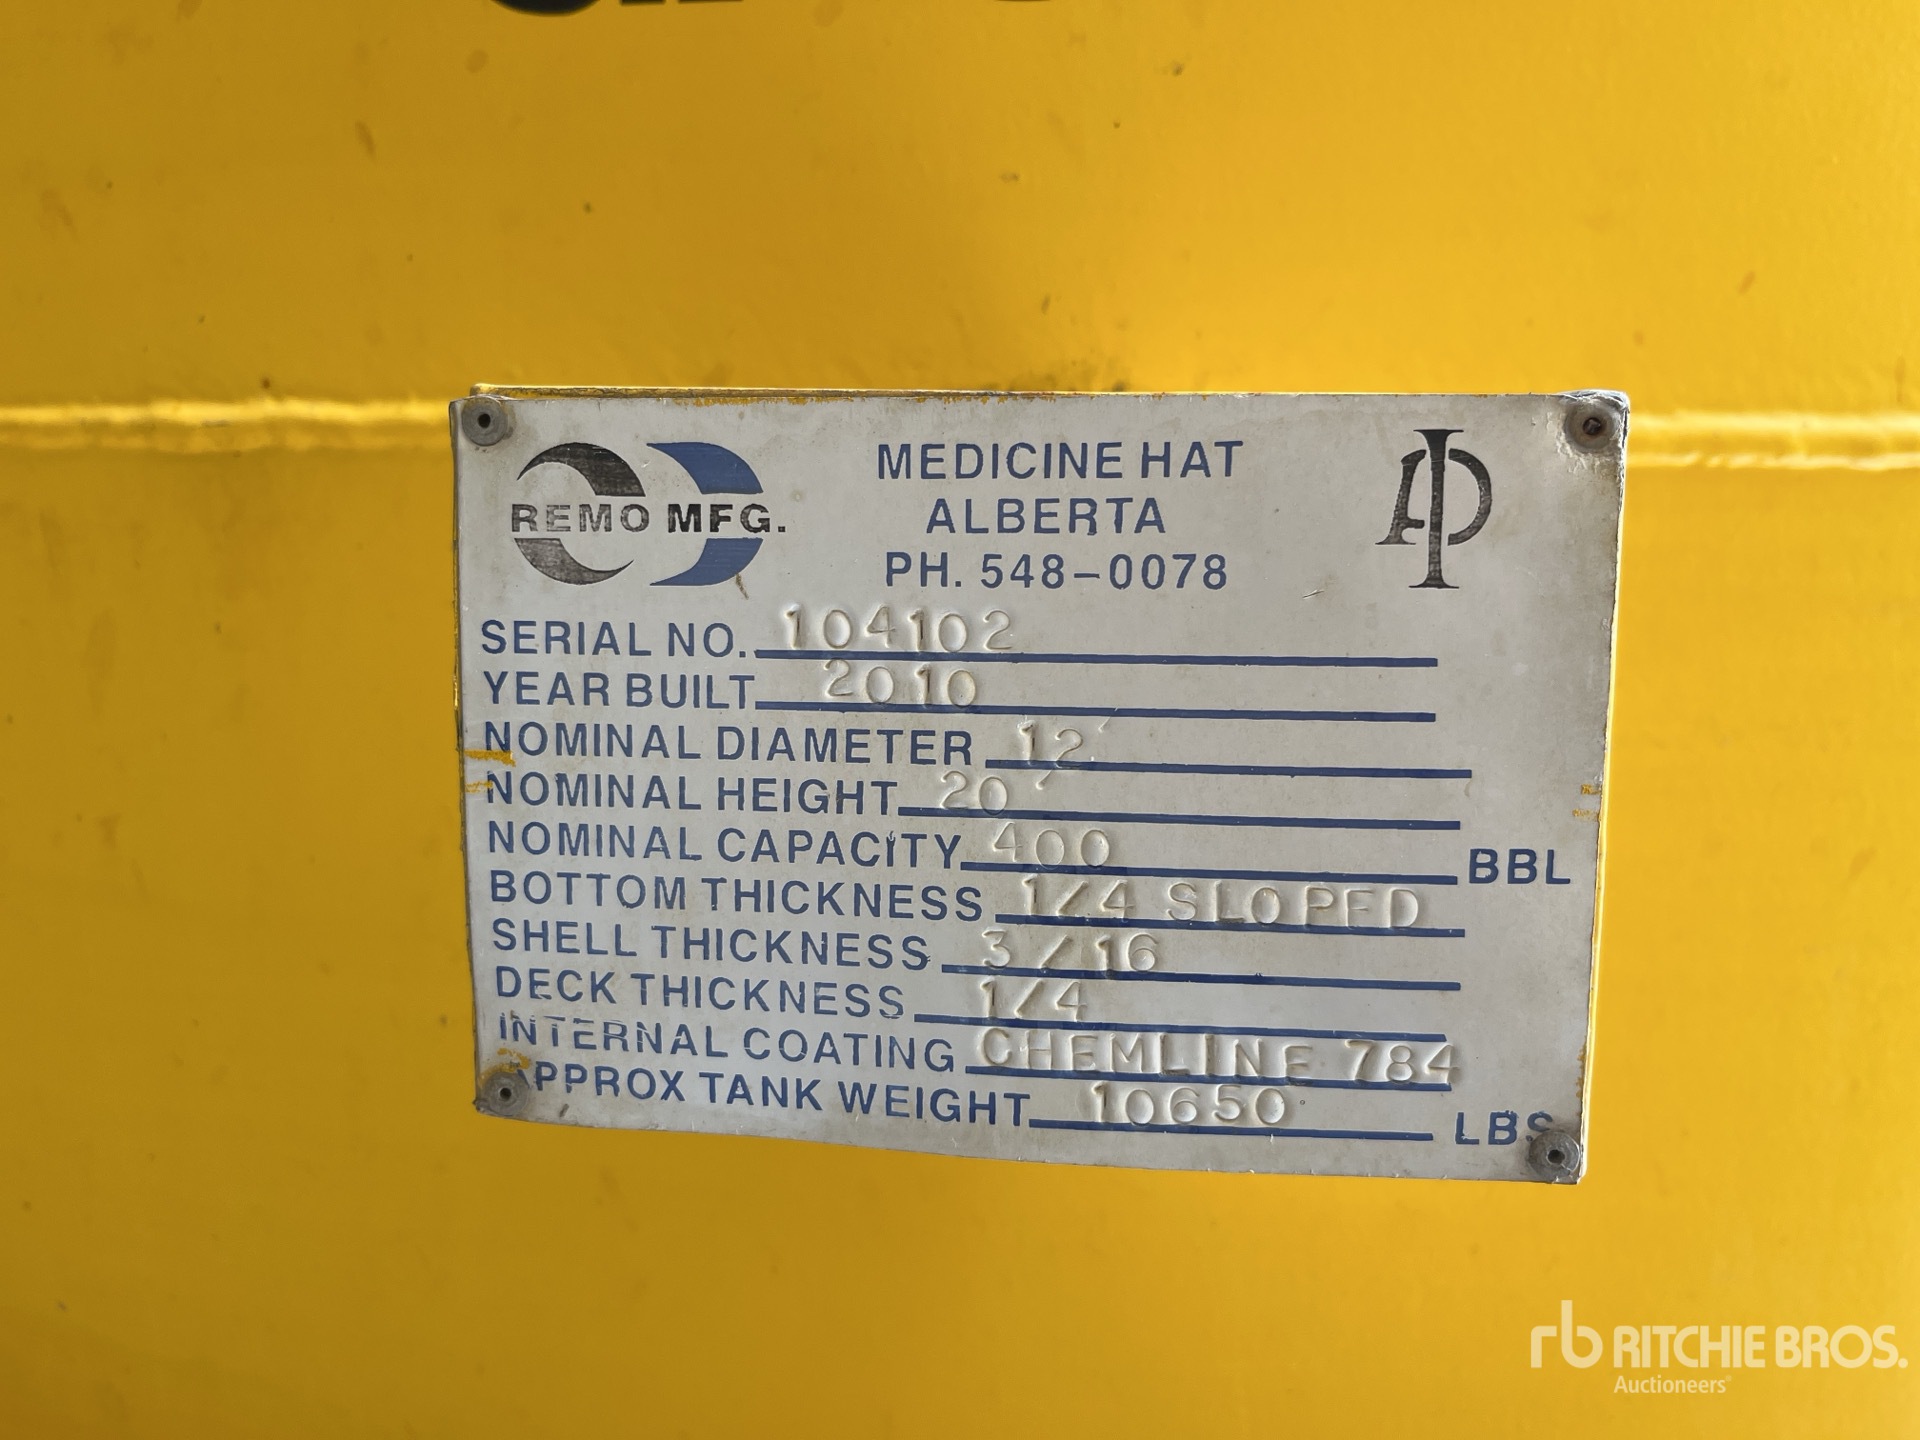 REMO MFG.
MEDICINE HAT
ALBERTA
PH. 548-0078
API
SERIAL NO. 104102
YEAR BUILT 2010
NOMINAL DIAMETER 12'
NOMINAL HEIGHT 20'
NOMINAL CAPACITY 400 BBL
BOTTOM THICKNESS 1/4 SLOPED
SHELL THICKNESS 3/16
DECK THICKNESS 1/4
INTERNAL COATING CHEMLINE 784
APPROX TANK WEIGHT 10650 LBS
rb RITCHIE BROS.
Auctioneers